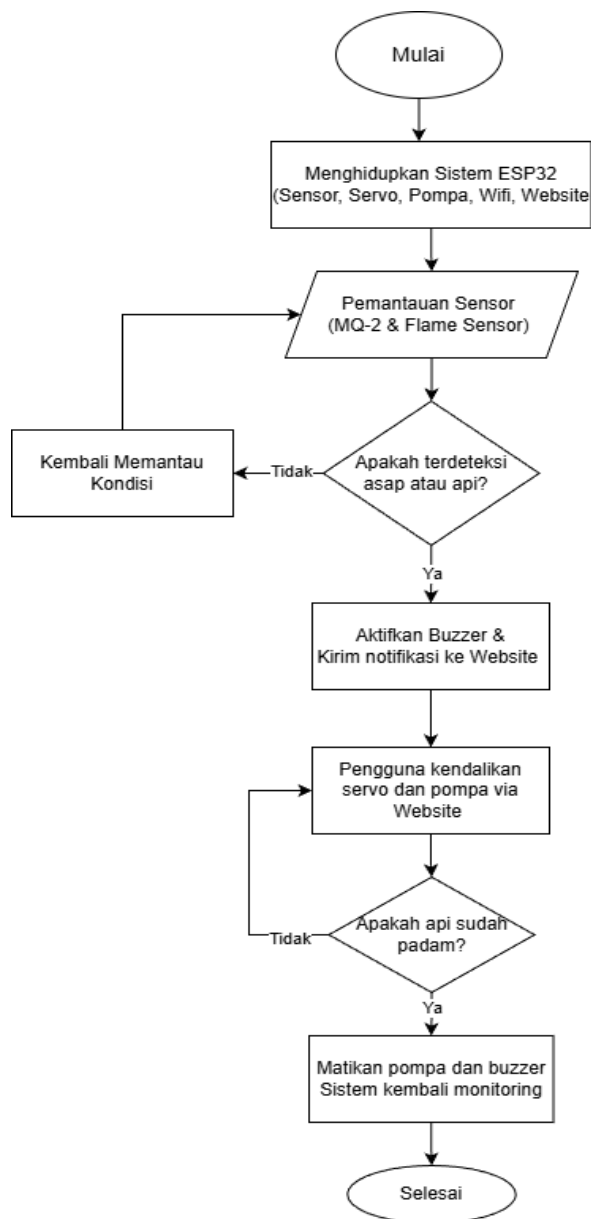 Mulai
Menghidupkan Sistem ESP32
(Sensor, Servo, Pompa, Wifi, Website
Pemantauan Sensor
(MQ-2 & Flame Sensor)
Kembali Memantau
Kondisi
Tidak
Apakah terdeteksi
asap atau api?
Ya
Aktifkan Buzzer &
Kirim notifikasi ke Website
Pengguna kendalikan
servo dan pompa via
Website
Apakah api sudah
padam?
Tidak
Ya
Matikan pompa dan buzzer
Sistem kembali monitoring
Selesai